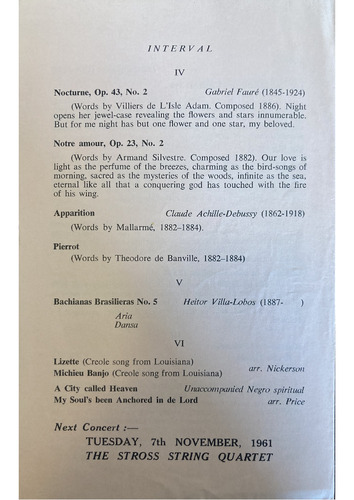 INTERVAL
IV
Nocturne, Op. 43, No. 2 Gabriel Fauré (1845-1924)
(Words by Villiers de L'Isle Adam. Composed 1886). Night
opens her jewel-case revealing the flowers and stars innumerable.
But for me night has but one flower and one star, my beloved.
Notre amour, Op. 23, No. 2
(Words by Armand Silvestre. Composed 1882). Our love is
light as the perfume of the breezes, charming as the bird-songs of
morning, sacred as the mysteries of the woods, infinite as the sea,
eternal like all that a conquering god has touched with the fire
of his wing.
Apparition Claude Achille-Debussy (1862-1918)
(Words by Mallarmé, 1882-1884).
Pierrot
(Words by Theodore de Banville, 1882-1884)
V
Bachianas Brasilieras No. 5 Heitor Villa-Lobos (1887- )
Aria
Dansa
VI
Lizette (Creole song from Louisiana)
Michieu Banjo (Creole song from Louisiana) arr. Nickerson
A City called Heaven Unaccompanied Negro spiritual
My Soul's been Anchored in de Lord arr. Price
Next Concert :—
TUESDAY, 7th NOVEMBER, 1961
THE STROSS STRING QUARTET